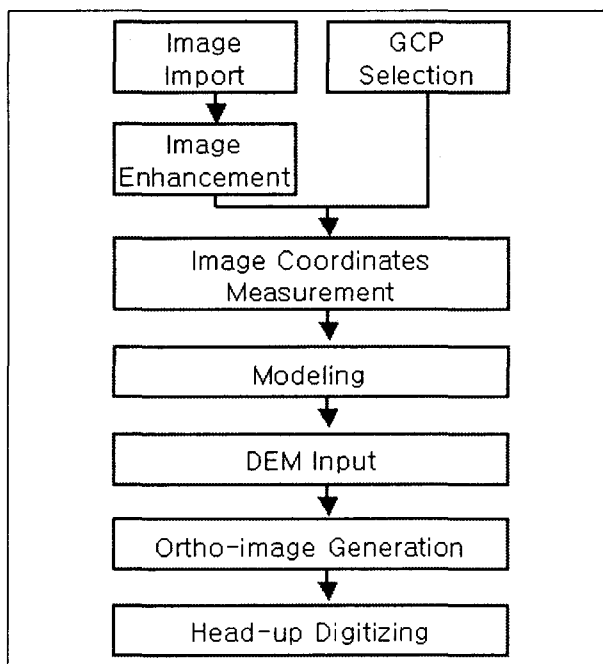 Image
Import
GCP
Selection
Image
Enhancement
Image Coordinates
Measurement
Modeling
DEM Input
Ortho-image Generation
Head-up Digitizing